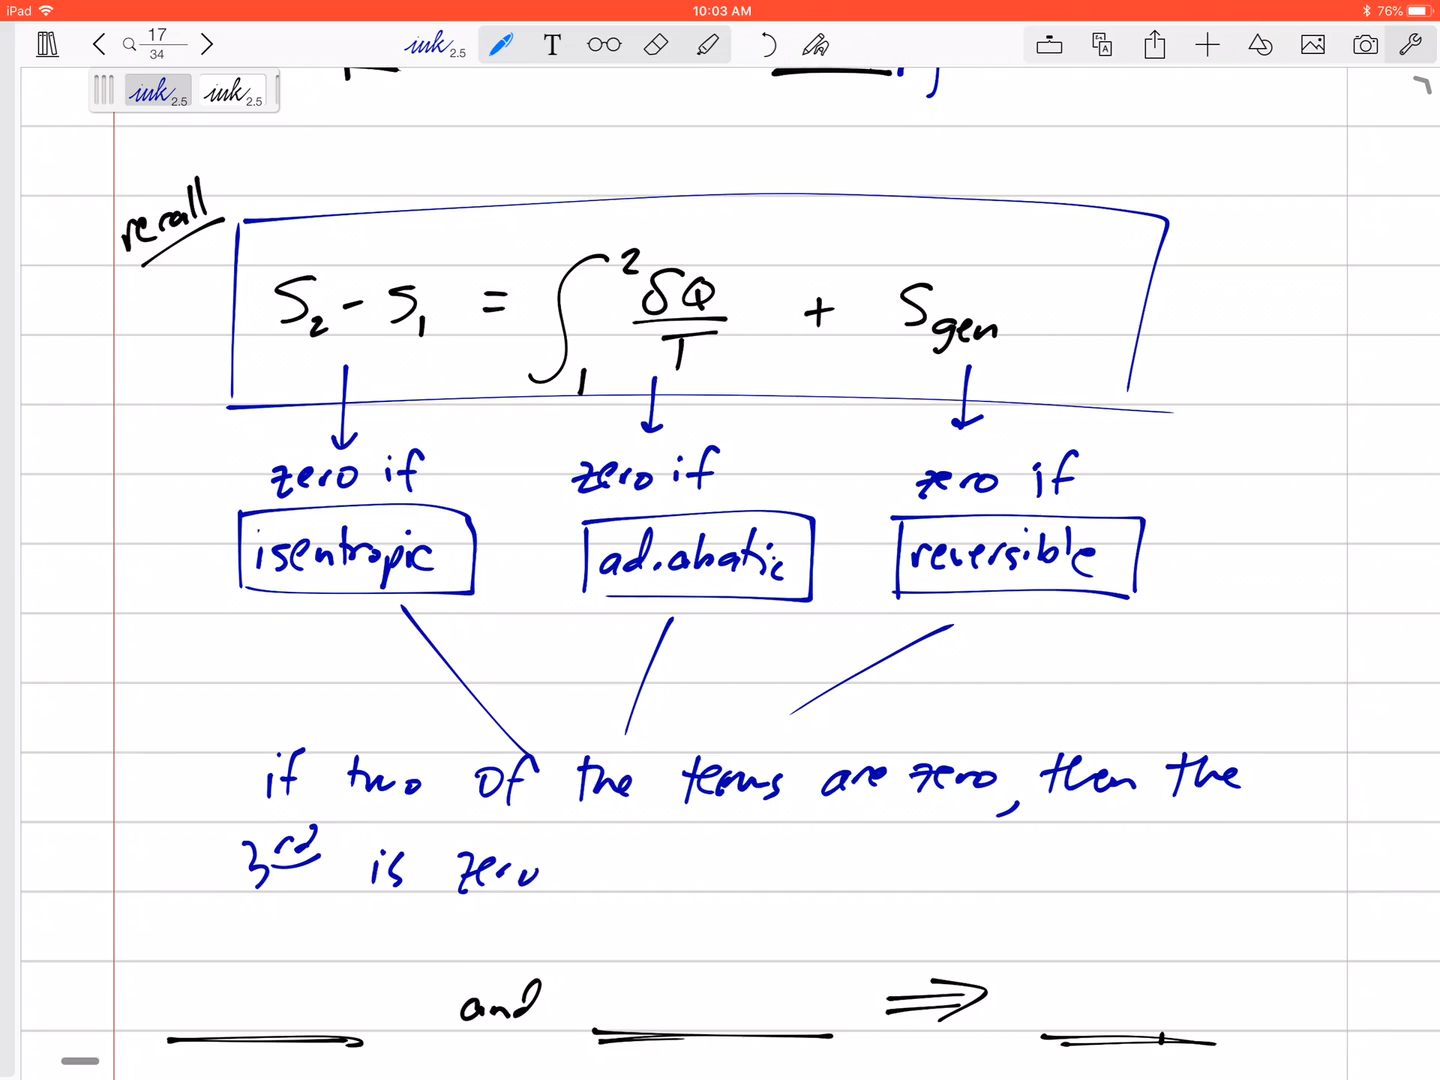 iPad 10:03 AM 76%
17
34
ink 2.5 T
ink 2.5 ink 2.5
recall
S₂ - S₁ = ∫₁² δQ/T + Sgen
zero if zero if zero if
isentropic adiabatic reversible
if two of the terms are zero, then the
3rd is zero
and ⇒